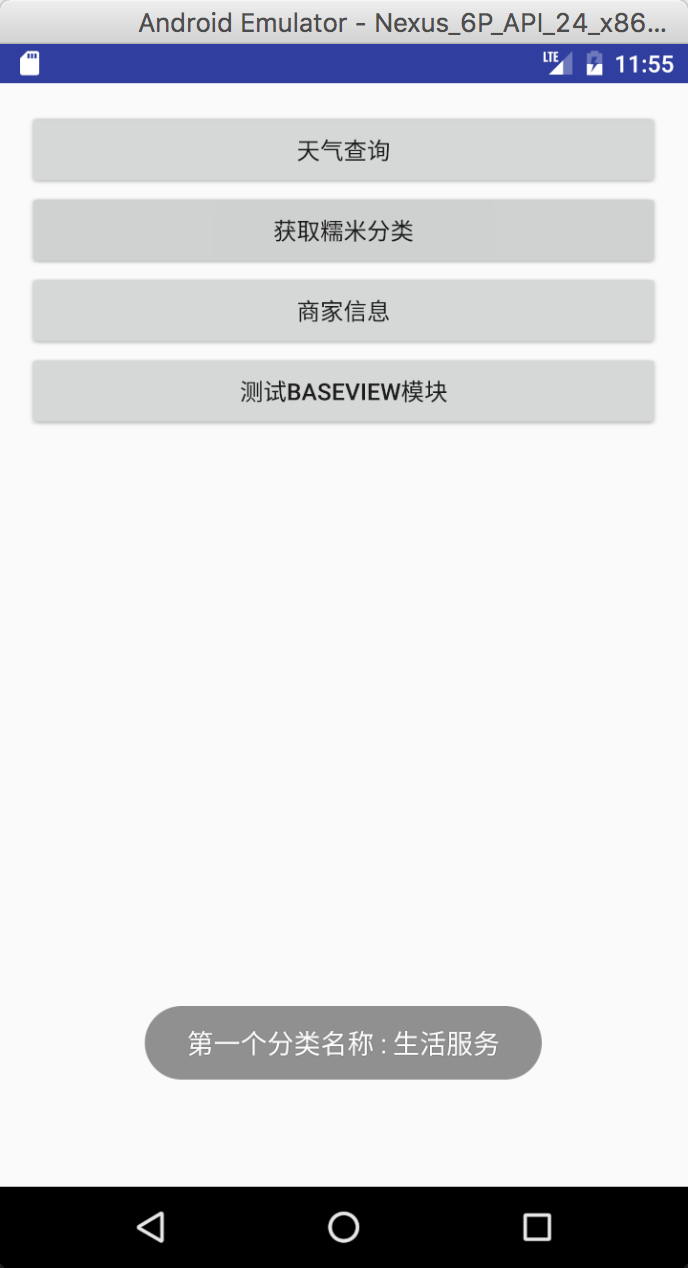 Android Emulator - Nexus_6P_API_24_x86...
LTE 11:55
天气查询
获取糯米分类
商家信息
测试BASEVIEW模块
第一个分类名称 : 生活服务